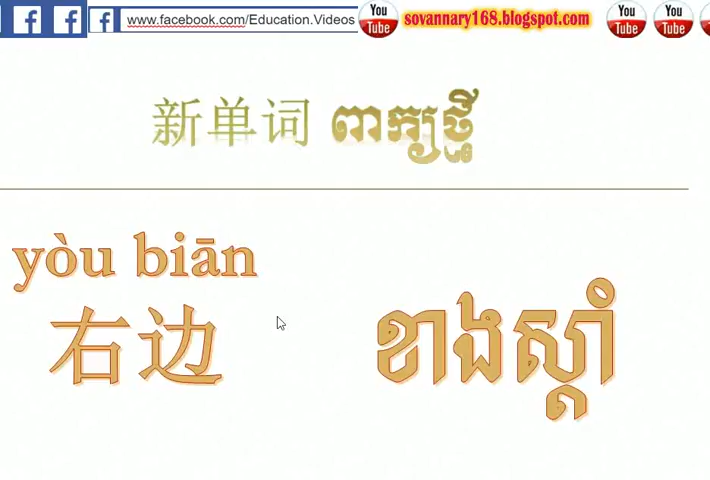 www.facebook.com/Education.Videos You Tube sovannary168.blogspot.com You Tube You Tube
新单词 ពាក្យថ្មី
yòu biān
右边 ខាងស្តាំ